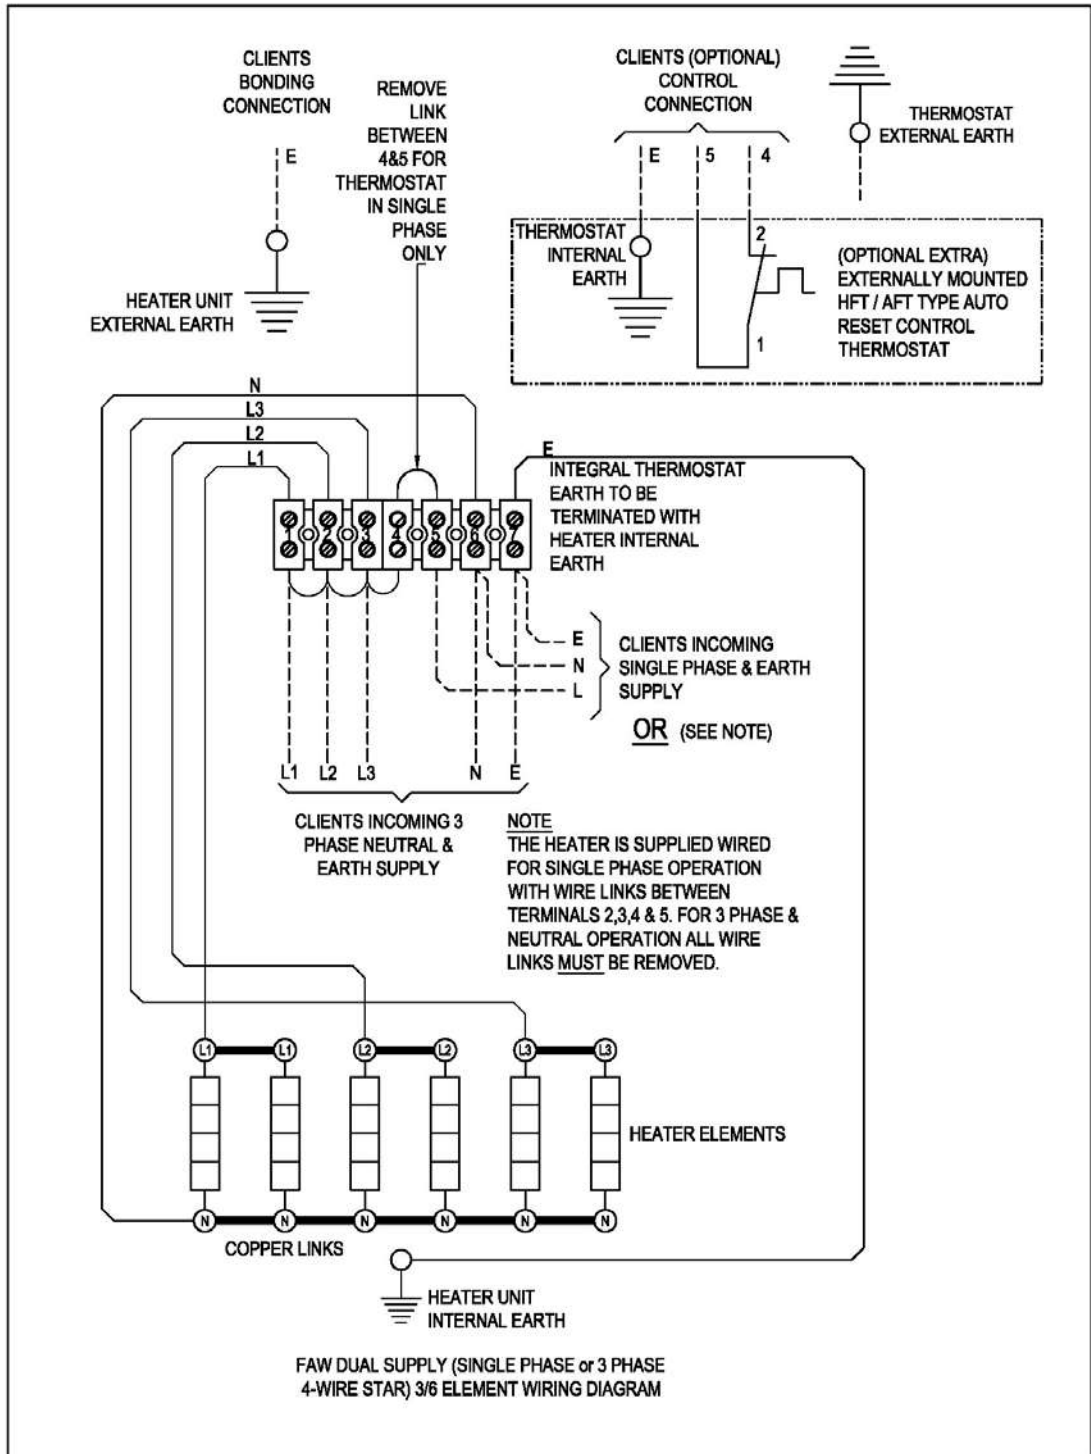 CLIENTS
BONDING
CONNECTION
E
HEATER UNIT
EXTERNAL EARTH
REMOVE
LINK
BETWEEN
4&5 FOR
THERMOSTAT
IN SINGLE
PHASE
ONLY
CLIENTS (OPTIONAL)
CONTROL
CONNECTION
E 5 4
THERMOSTAT
EXTERNAL EARTH
THERMOSTAT
INTERNAL
EARTH
2
1
(OPTIONAL EXTRA)
EXTERNALLY MOUNTED
HFT / AFT TYPE AUTO
RESET CONTROL
THERMOSTAT
N
L3
L2
L1
E
INTEGRAL THERMOSTAT
EARTH TO BE
TERMINATED WITH
HEATER INTERNAL
EARTH
1 2 3 4 5 6 7
E
N
L
CLIENTS INCOMING
SINGLE PHASE & EARTH
SUPPLY
OR (SEE NOTE)
L1 L2 L3 N E
CLIENTS INCOMING 3
PHASE NEUTRAL &
EARTH SUPPLY
NOTE
THE HEATER IS SUPPLIED WIRED
FOR SINGLE PHASE OPERATION
WITH WIRE LINKS BETWEEN
TERMINALS 2,3,4 & 5. FOR 3 PHASE &
NEUTRAL OPERATION ALL WIRE
LINKS MUST BE REMOVED.
L1 L1 L2 L2 L3 L3
HEATER ELEMENTS
N N N N N N
COPPER LINKS
HEATER UNIT
INTERNAL EARTH
FAW DUAL SUPPLY (SINGLE PHASE or 3 PHASE
4-WIRE STAR) 3/6 ELEMENT WIRING DIAGRAM